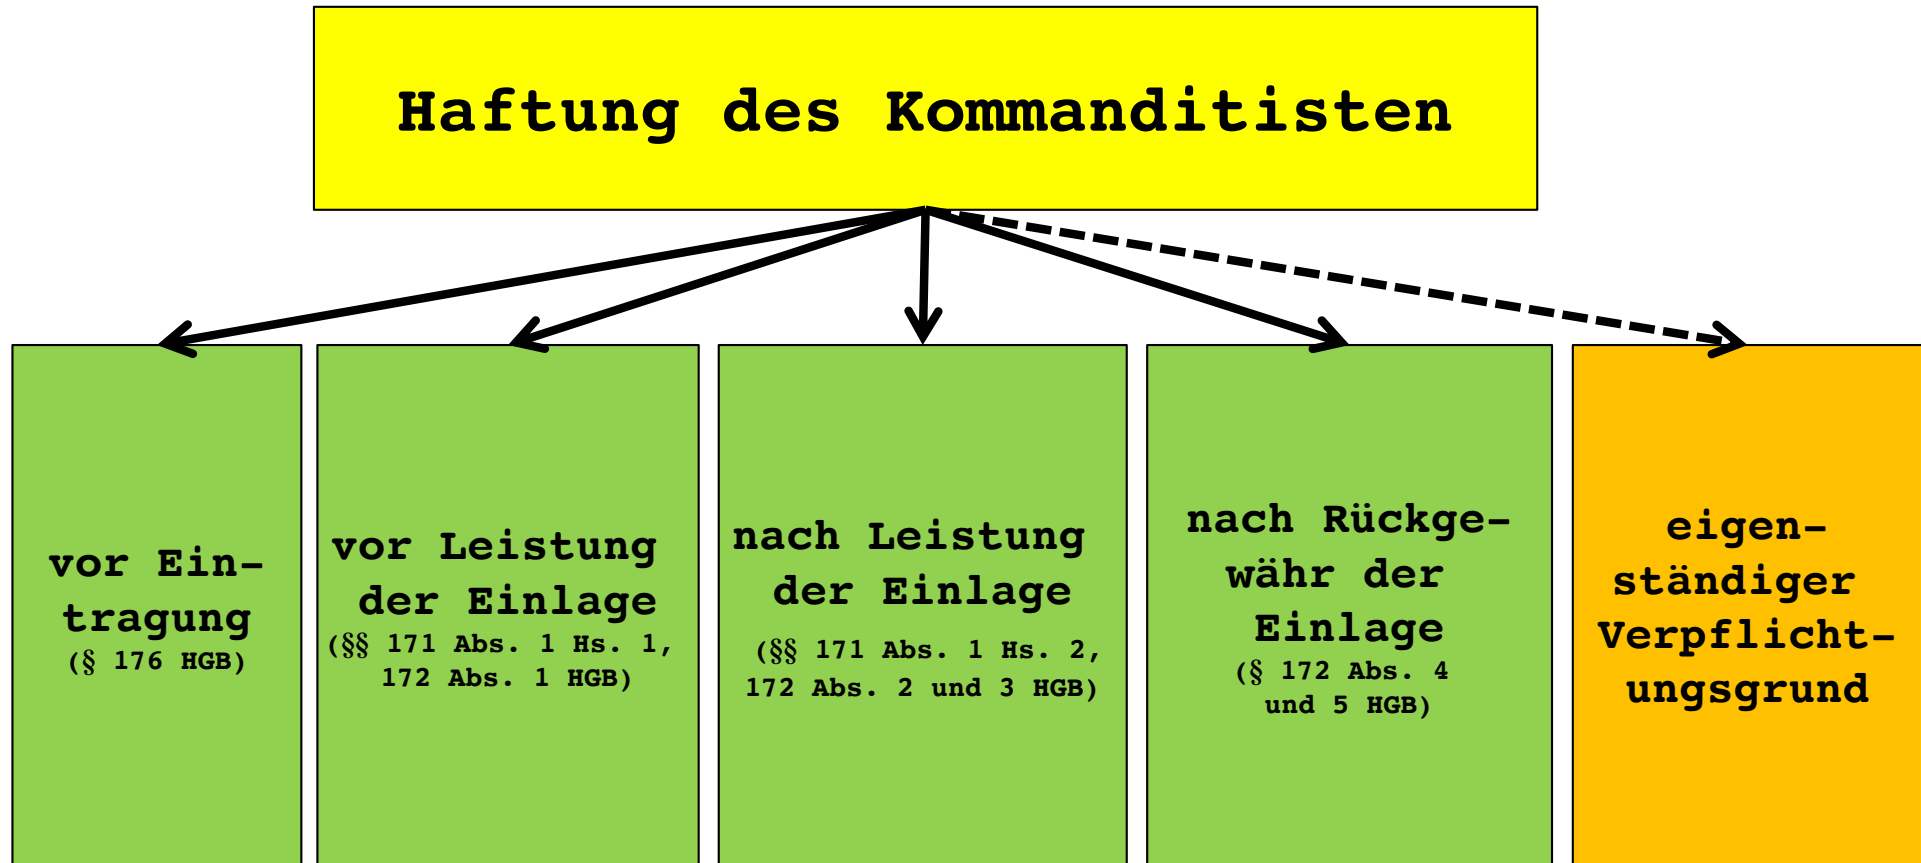 Haftung des Kommanditisten
vor Ein-
tragung
(§ 176 HGB)
vor Leistung
der Einlage
(§§ 171 Abs. 1 Hs. 1,
172 Abs. 1 HGB)
nach Leistung
der Einlage
(§§ 171 Abs. 1 Hs. 2,
172 Abs. 2 und 3 HGB)
nach Rückge-
währ der
Einlage
(§ 172 Abs. 4
und 5 HGB)
eigen-
ständiger
Verpflicht-
ungsgrund